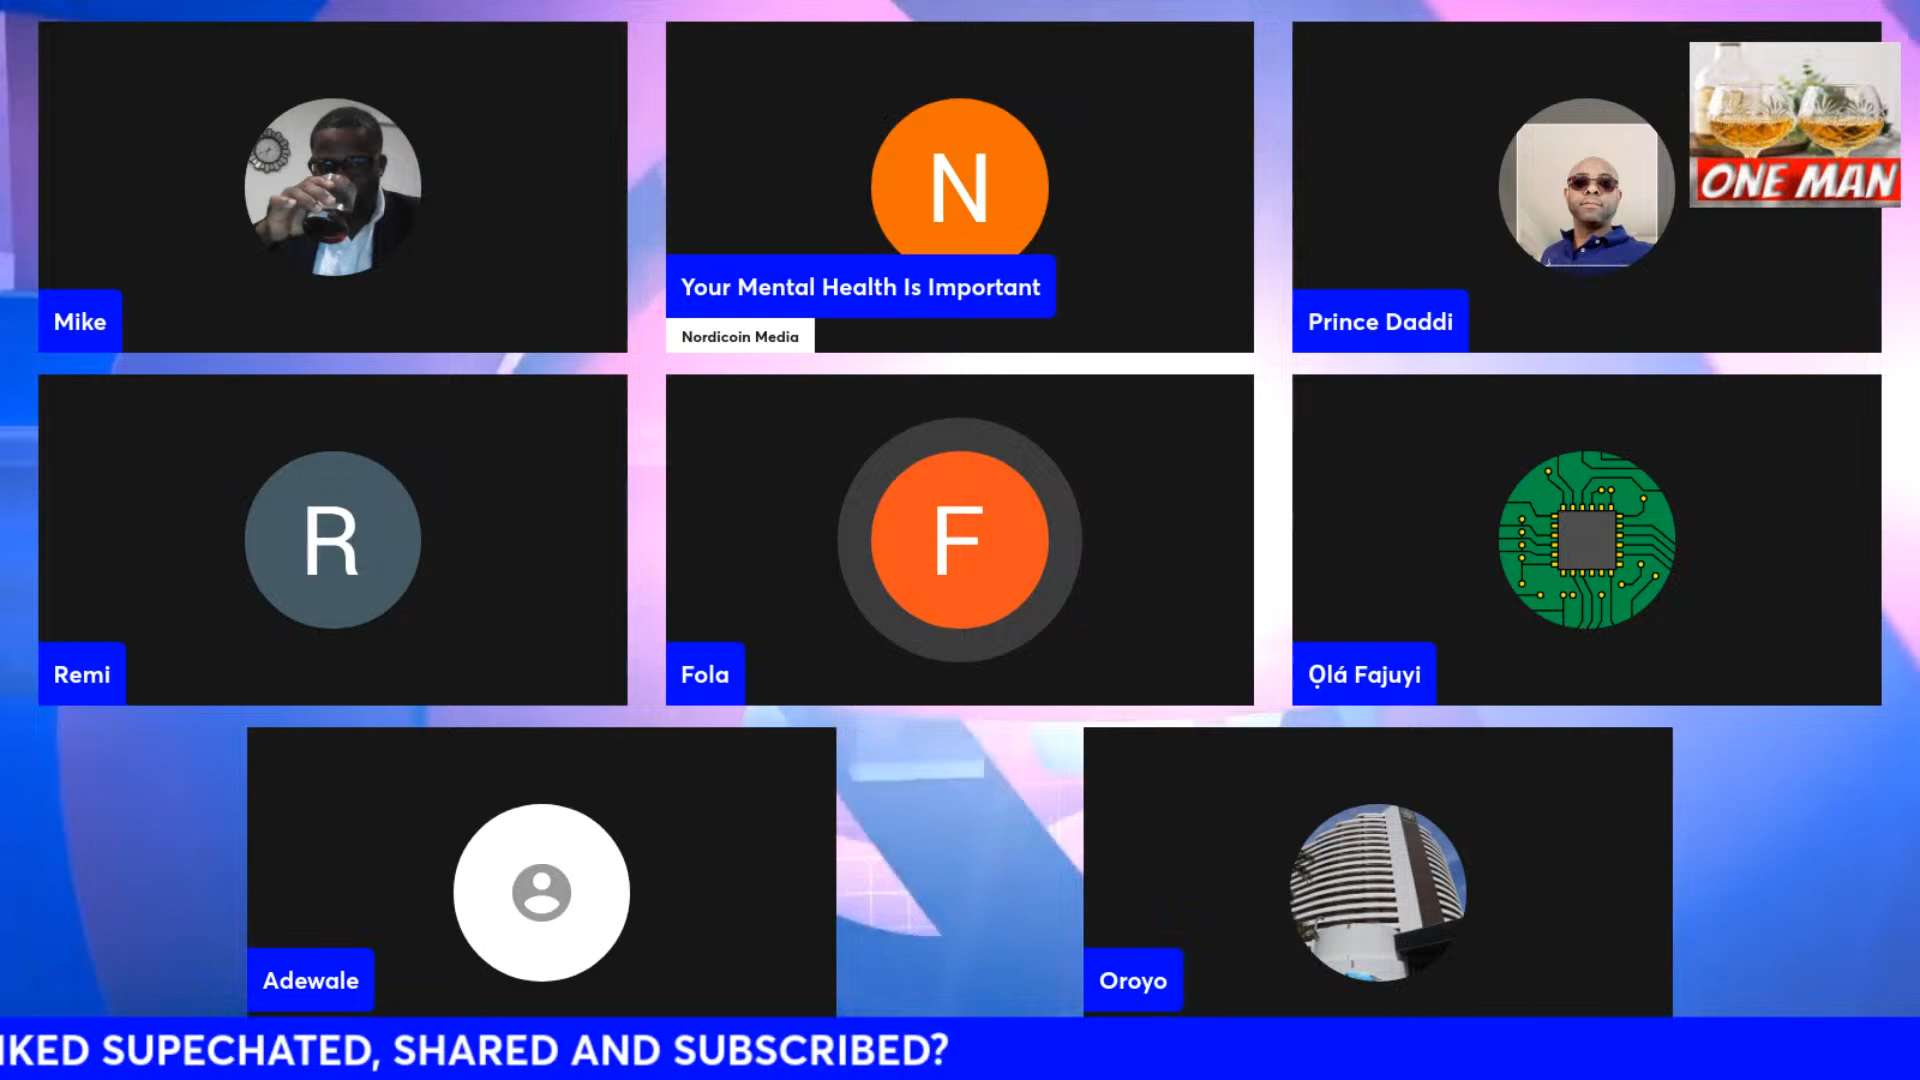 N
ONE MAN
Mike
Your Mental Health Is Important
Nordicoin Media
Prince Daddi
R
F
Remi
Fola
Ọlá Fajuyi
Adewale
Oroyo
IKED SUPECHATED, SHARED AND SUBSCRIBED?